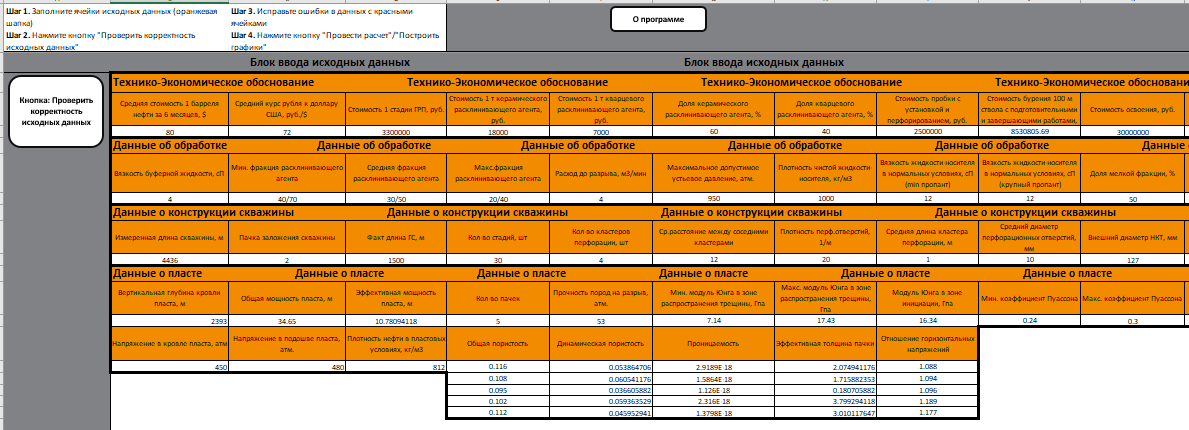 Шаг 1. Заполните ячейки исходных данных (оранжевая
шапка)
Шаг 2. Нажмите кнопку "Проверить корректность
исходных данных"
Шаг 3. Исправьте ошибки в данных с красными
ячейками
Шаг 4. Нажмите кнопку "Провести расчет"/"Построить
графики"
О программе
Блок ввода исходных данных Блок ввода исходных данных
Кнопка: Проверить
корректность
исходных данных
Технико-Экономическое обоснование Технико-Экономическое обоснование Технико-Экономическое обоснование Технико-Экономическое обоснован
Средняя стоимость 1 барреля
нефти за 6 месяцев, $
Средний курс рубля к доллару
США, руб./$
Стоимость 1 стадии ГРП, руб.
Стоимость 1 т керамического
расклинивающего агента,
руб.
Стоимость 1 т кварцевого
расклинивающего агента,
руб.
Доля керамического
расклинивающего агента, %
Доля кварцевого
расклинивающего агента, %
Стоимость пробки с
установкой и
перфорированием, руб.
Стоимость бурения 100 м
ствола с подготовительными
и завершающими работами,
Стоимость освоения, руб.
80 72 3300000 18000 7000 60 40 2500000 8530805.69 30000000
Данные об обработке Данные об обработке Данные об обработке Данные об обработке Данные о
Вязкость буферной жидкости, сП
Мин. фракция расклинивающего
агента
Средняя фракция
расклинивающего агента
Макс.фракция
расклинивающего агента
Расход до разрыва, м3/мин
Максимальное допустимое
устьевое давление, атм.
Плотность чистой жидкости
носителя, кг/м3
Вязкость жидкости носителя
в нормальных условиях, сП
(min пропант)
Вязкость жидкости носителя
в нормальных условиях, сП
(крупный пропант)
Доля мелкой фракции, %
4 40/70 30/50 20/40 4 950 1000 12 12 50
Данные о конструкции скважины Данные о конструкции скважины Данные о конструкции скважины Данные о конструкции скважины
Измеренная длина скважины, м
Пачка заложения скважины
Факт длина ГС, м
Кол-во стадий, шт
Кол-во кластеров
перфорации, шт
Ср.расстояние между соседними
кластерами
Плотность перф.отверстий,
1/м
Средняя длина кластера
перфорации, м
Средний диаметр
перфорационных отверстий,
мм
Внешний диаметр НКТ, мм
4436 2 1500 30 4 12 20 1 10 127
Данные о пласте Данные о пласте Данные о пласте Данные о пласте Данные о пласте Данные о пласте
Вертикальная глубина кровли
пласта, м
Общая мощность пласта, м
Эффективная мощность
пласта, м
Кол-во пачек
Прочность пород на разрыв,
атм.
Мин. модуль Юнга в зоне
распространения трещины, Гпа
Макс. модуль Юнга в зоне
распространения трещины,
Гпа
Модуль Юнга в зоне
инициации, Гпа
Мин. коэффициент Пуассона
Макс. коэффициент Пуассона
2393 34.65 10.78094118 5 53 7.14 17.43 16.34 0.24 0.3
Напряжение в кровле пласта, атм
Напряжение в подошве пласта,
атм.
Плотность нефти в пластовых
условиях, кг/м3
Общая пористость
Динамическая пористость
Проницаемость
Эффективная толщина пачки
Отношение горизонтальных
напряжений
450 480 812 0.116 0.053864706 2.9189E-18 2.074941176 1.088
0.108 0.060541176 1.5864E-18 1.715882353 1.094
0.095 0.036605882 1.126E-18 0.180705882 1.096
0.102 0.059363529 2.316E-18 3.799294118 1.189
0.112 0.045952941 1.3798E-18 3.010117647 1.177